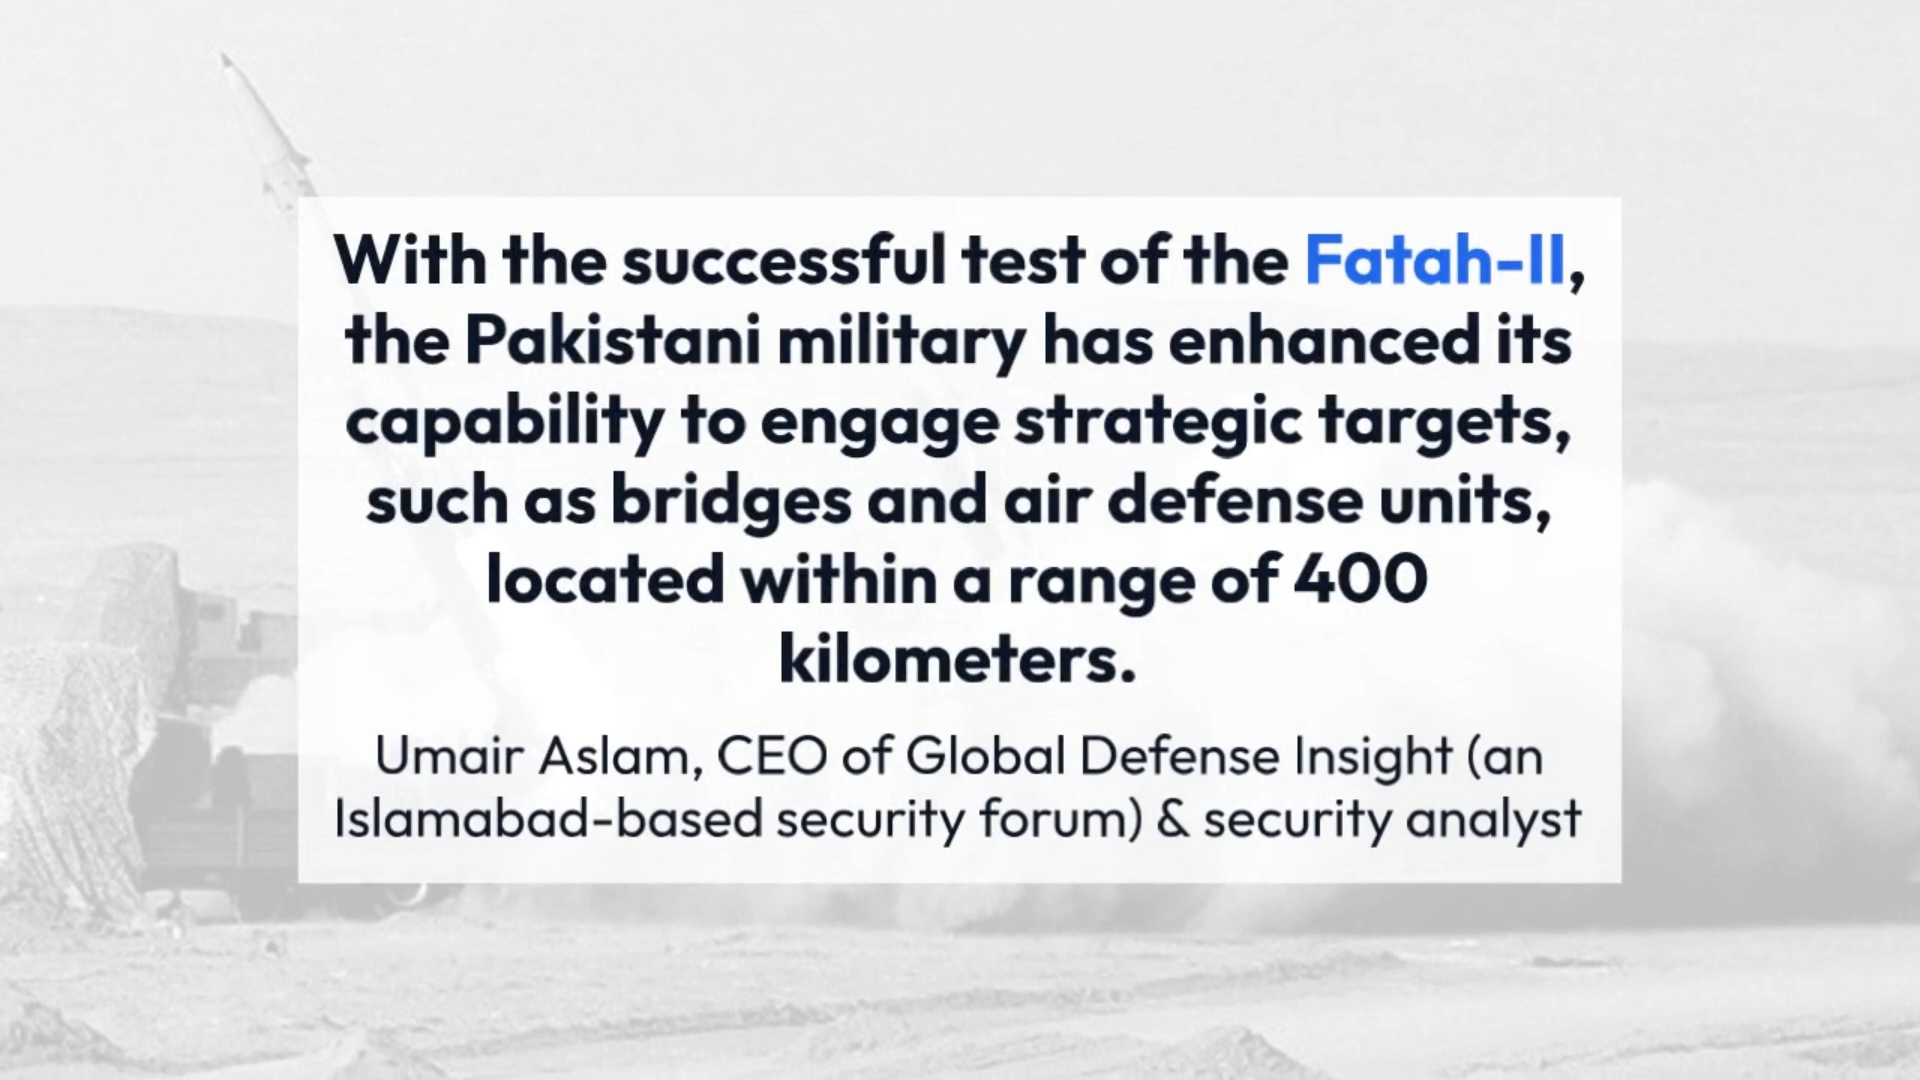 With the successful test of the Fatah-II,
the Pakistani military has enhanced its
capability to engage strategic targets,
such as bridges and air defense units,
located within a range of 400
kilometers.
Umair Aslam, CEO of Global Defense Insight (an
Islamabad-based security forum) & security analyst